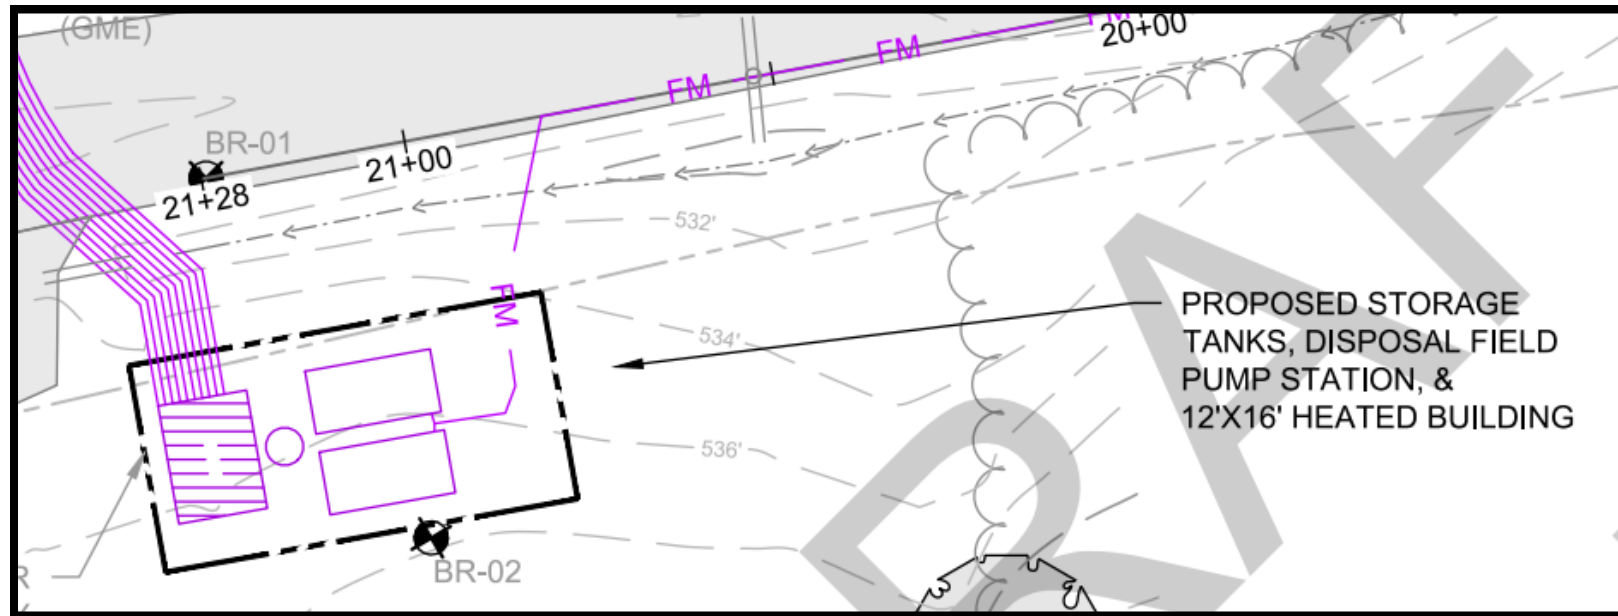 (GME)
FM
FM
FM
20+00
BR-01
21+00
21+28
532'
FM
534'
536'
PROPOSED STORAGE
TANKS, DISPOSAL FIELD
PUMP STATION, &
12'X16' HEATED BUILDING
BR-02
R